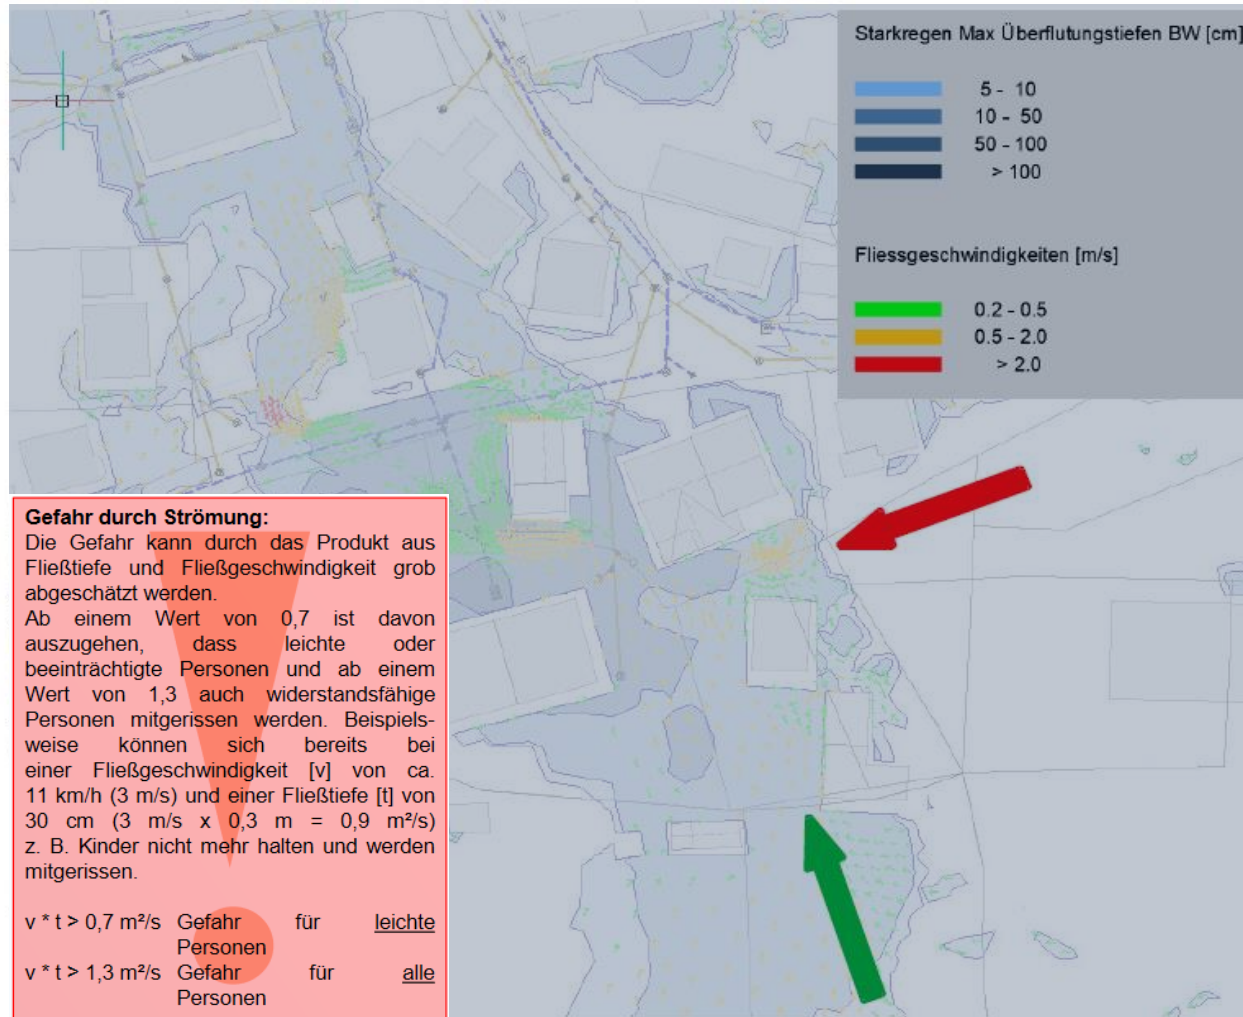 Starkregen Max Überflutungstiefen BW [cm]
5 - 10
10 - 50
50 - 100
> 100
Fliessgeschwindigkeiten [m/s]
0.2 - 0.5
0.5 - 2.0
> 2.0
Gefahr durch Strömung:
Die Gefahr kann durch das Produkt aus
Fließtiefe und Fließgeschwindigkeit grob
abgeschätzt werden.
Ab einem Wert von 0,7 ist davon
auszugehen, dass leichte oder
beeinträchtigte Personen und ab einem
Wert von 1,3 auch widerstandsfähige
Personen mitgerissen werden. Beispiels-
weise können sich bereits bei
einer Fließgeschwindigkeit [v] von ca.
11 km/h (3 m/s) und einer Fließtiefe [t] von
30 cm (3 m/s x 0,3 m = 0,9 m²/s)
z. B. Kinder nicht mehr halten und werden
mitgerissen.
v * t > 0,7 m²/s Gefahr für leichte
Personen
v * t > 1,3 m²/s Gefahr für alle
Personen